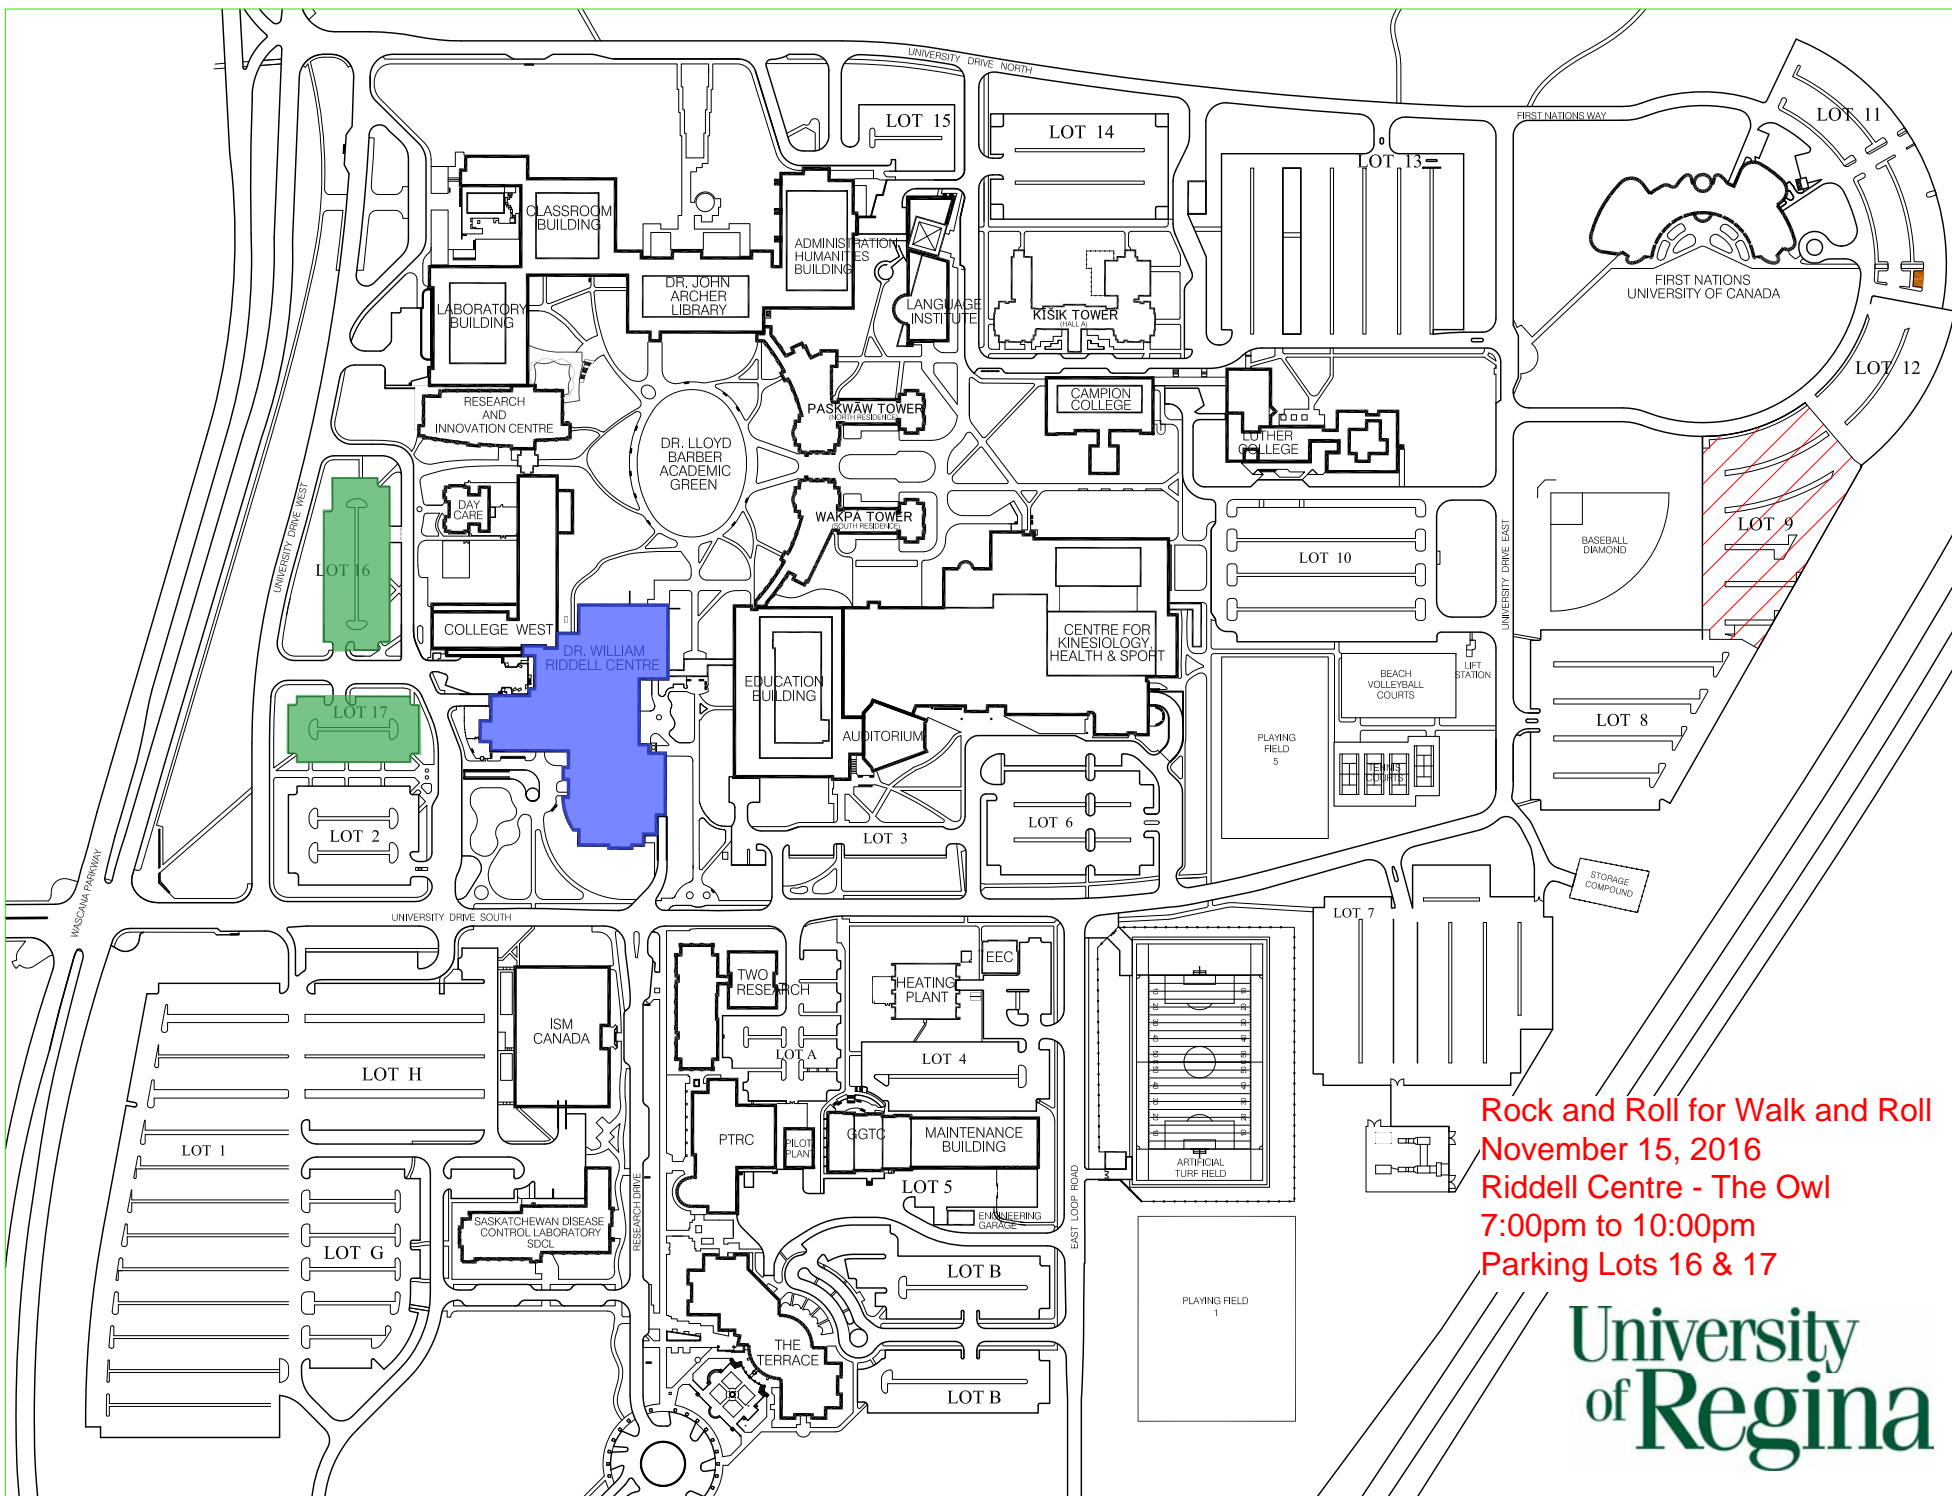 UNIVERSITY DRIVE NORTH
LOT 11
FIRST NATIONS WAY
LOT 15
LOT 14
LOT 13
CLASSROOM
BUILDING
ADMINISTRATION
HUMANITIES
BUILDING
DR. JOHN
ARCHER
LIBRARY
LABORATORY
BUILDING
LANGUAGE
INSTITUTE
KĪŠIK TOWER
(HALL A)
FIRST NATIONS
UNIVERSITY OF CANADA
LOT 12
RESEARCH
AND
INNOVATION CENTRE
PASKWĀW TOWER
(NORTH RESIDENCE)
CAMPION
COLLEGE
LUTHER
COLLEGE
DR. LLOYD
BARBER
ACADEMIC
GREEN
UNIVERSITY DRIVE WEST
DAY
CARE
WAKPÁ TOWER
(SOUTH RESIDENCE)
LOT 16
LOT 10
UNIVERSITY DRIVE EAST
BASEBALL
DIAMOND
LOT 9
COLLEGE WEST
DR. WILLIAM
RIDDELL CENTRE
CENTRE FOR
KINESIOLOGY,
HEALTH & SPORT
EDUCATION
BUILDING
BEACH
VOLLEYBALL
COURTS
LIFT
STATION
LOT 17
AUDITORIUM
PLAYING
FIELD
5
LOT 8
TENNIS
COURTS
LOT 2
LOT 3
LOT 6
WASCANA PARKWAY
STORAGE
COMPOUND
UNIVERSITY DRIVE SOUTH
LOT 7
TWO
RESEARCH
HEATING
PLANT
EEC
ISM
CANADA
LOT A
LOT 4
LOT H
LOT 1
PTRC
PILOT
PLANT
GGTC
MAINTENANCE
BUILDING
ARTIFICIAL
TURF FIELD
LOT 5
ENGINEERING
GARAGE
RESEARCH DRIVE
EAST LOOP ROAD
SASKATCHEWAN DISEASE
CONTROL LABORATORY
SDCL
LOT G
LOT B
PLAYING FIELD
1
THE
TERRACE
LOT B
Rock and Roll for Walk and Roll
November 15, 2016
Riddell Centre - The Owl
7:00pm to 10:00pm
Parking Lots 16 & 17
University
of Regina